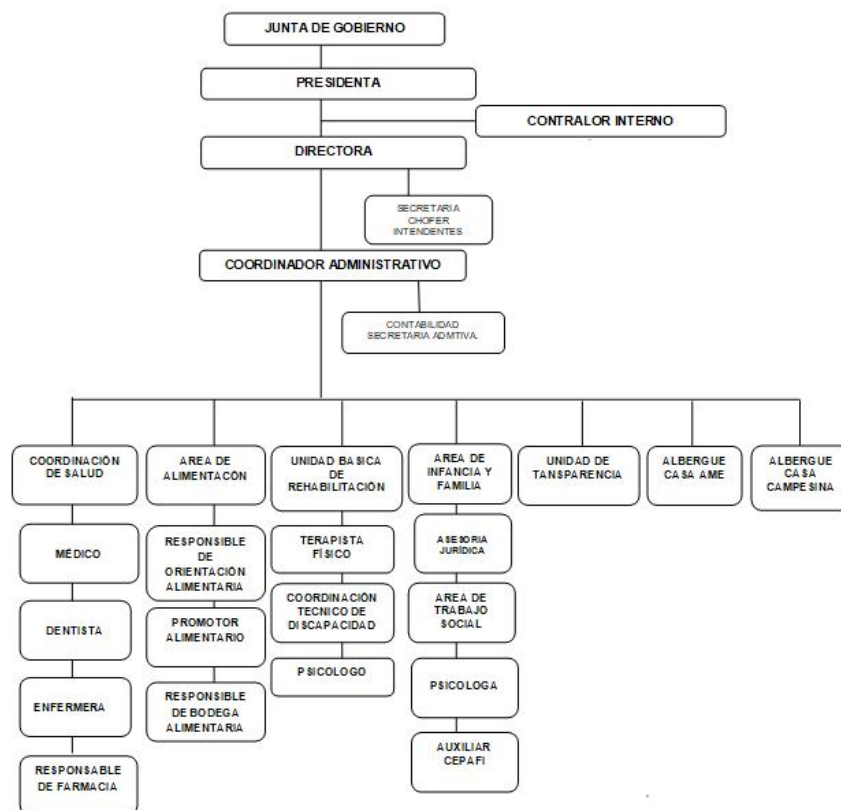 JUNTA DE GOBIERNO
PRESIDENTA
CONTRALOR INTERNO
DIRECTORA
SECRETARIA
CHOFER
INTENDENTES
COORDINADOR ADMINISTRATIVO
CONTABILIDAD
SECRETARIA ADMTIVA.
COORDINACIÓN
DE SALUD
AREA DE
ALIMENTACÓN
UNIDAD BASICA
DE
REHABILITACIÓN
AREA DE
INFANCIA Y
FAMILIA
UNIDAD DE
TANSPARENCIA
ALBERGUE
CASA AME
ALBERGUE
CASA
CAMPESINA
MÉDICO
DENTISTA
ENFERMERA
RESPONSABLE
DE FARMACIA
RESPONSIBLE
DE
ORIENTACIÓN
ALIMENTARIA
PROMOTOR
ALIMENTARIO
RESPONSIBLE
DE BODEGA
ALIMENTARIA
TERAPISTA
FÍSICO
COORDINACIÓN
TECNICO DE
DISCAPACIDAD
PSICOLOGO
ASESORIA
JURÍDICA
AREA DE
TRABAJO
SOCIAL
PSICOLOGA
AUXILIAR
CEPAFI